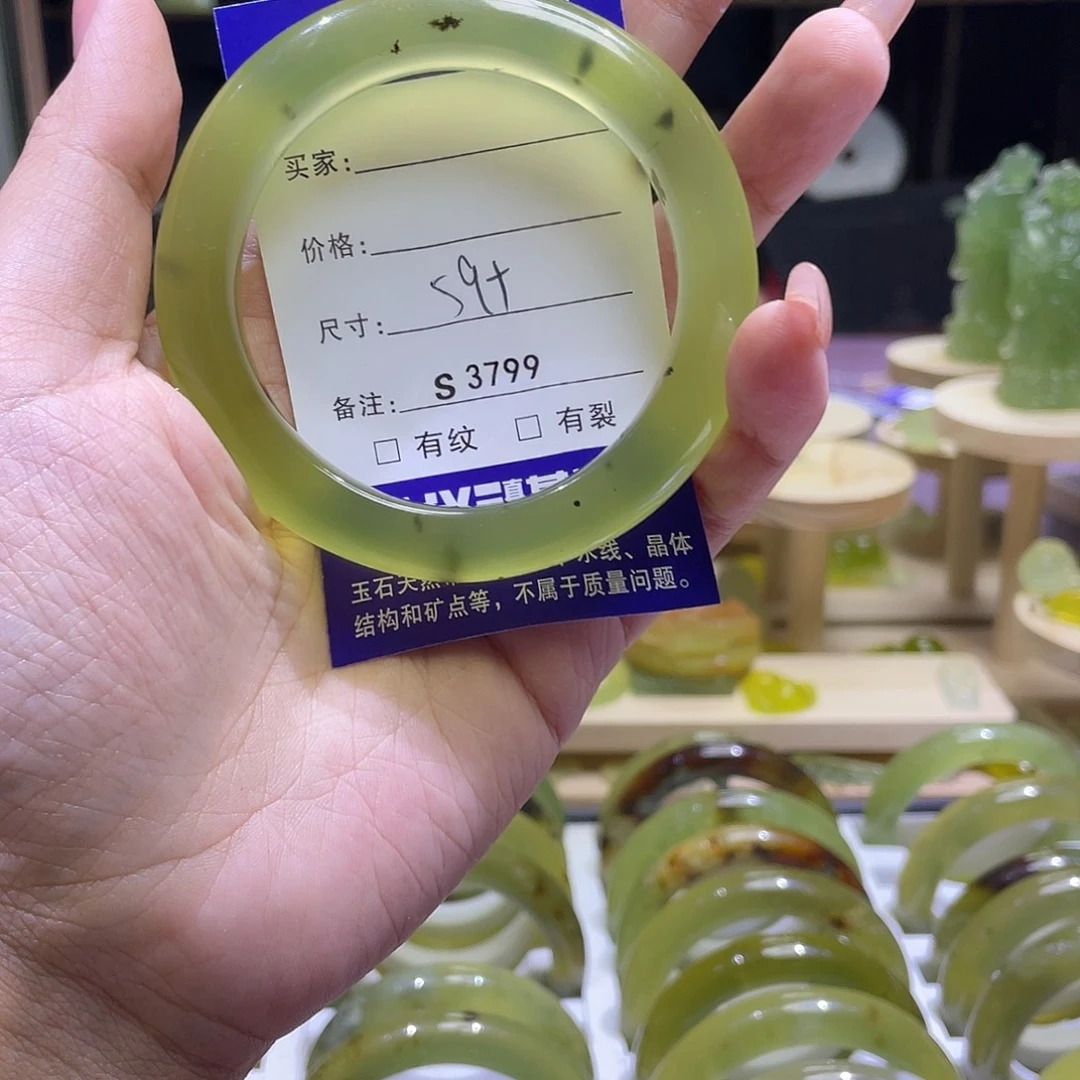 买家:
价格:
尺寸: 59+
备注: S 3799
□ 有纹 □ 有裂
玉石天然 水线、晶体
结构和矿点等，不属于质量问题。